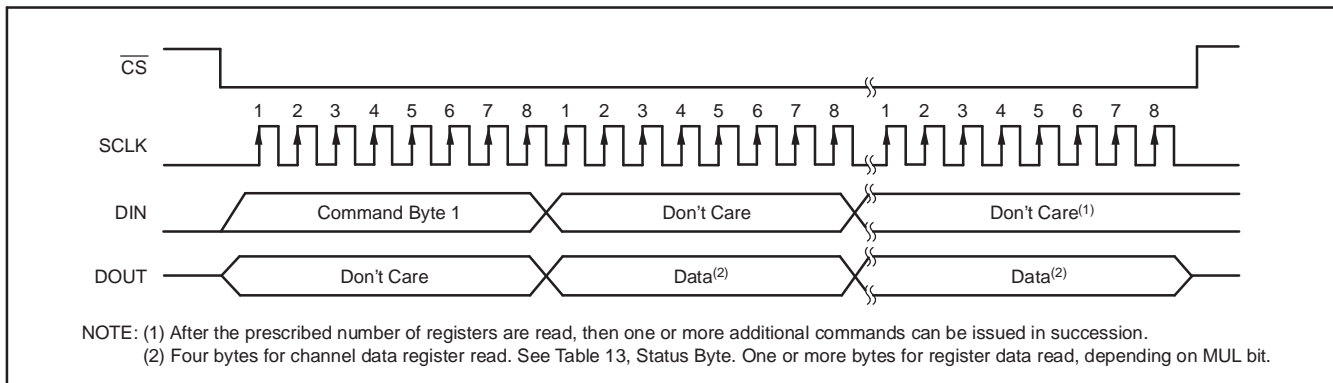 CS
1 2 3 4 5 6 7 8 1 2 3 4 5 6 7 8 1 2 3 4 5 6 7 8
SCLK
DIN Command Byte 1 Don't Care Don't Care(1)
DOUT Don't Care Data(2) Data(2)
NOTE: (1) After the prescribed number of registers are read, then one or more additional commands can be issued in succession.
(2) Four bytes for channel data register read. See Table 13, Status Byte. One or more bytes for register data read, depending on MUL bit.